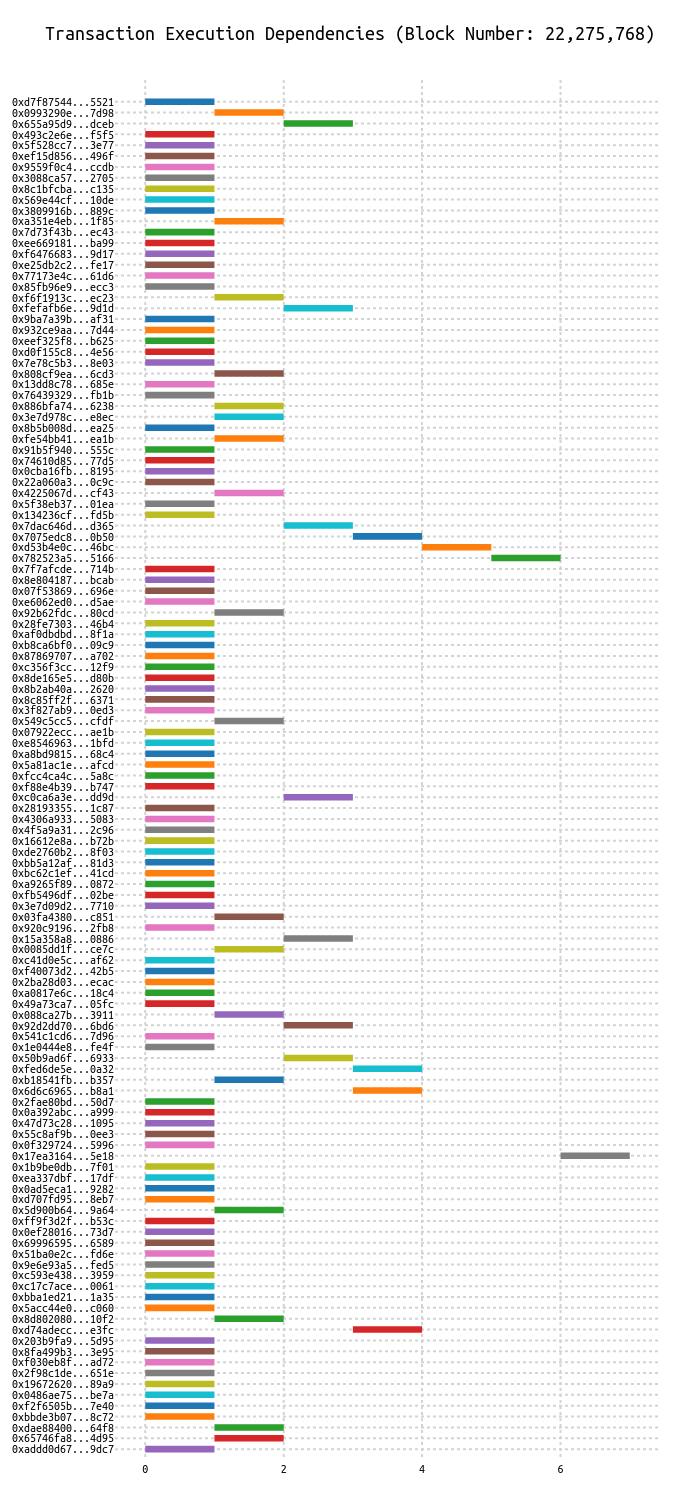 Transaction Execution Dependencies (Block Number: 22,275,768)
0xd7f87544...5521
0x0993290e...7d98
0x655a95d9...dceb
0x493c2e6e...f5f5
0x5f528cc7...3e77
0xef15d856...496f
0x9559f0c4...ccdb
0x3088ca57...2705
0x8c1bfcba...c135
0x569e44cf...10de
0x3809916b...889c
0xa351e4eb...1f85
0x7d73f43b...ec43
0xee669181...ba99
0xf6476683...9d17
0xe25db2c2...fe17
0x77173e4c...61d6
0x85fb96e9...ecc3
0xf6f1913c...ec23
0xfefafb6e...9d1d
0x9ba7a39b...af31
0x932ce9aa...7d44
0xeef325f8...b625
0xd0f155c8...4e56
0x7e78c5b3...8e03
0x808cf9ea...6cd3
0x13dd8c78...685e
0x76439329...fb1b
0x886bfa74...6238
0x3e7d978c...e8ec
0x8b5b008d...ea25
0xfe54bb41...ea1b
0x91b5f940...555c
0x74610d85...77d5
0x0cba16fb...8195
0x22a060a3...0c9c
0x4225067d...cf43
0x5f38eb37...01ea
0x134236cf...fd5b
0x7dac646d...d365
0x7075edc8...0b50
0xd53b4e0c...46bc
0x782523a5...5166
0x7f7afcde...714b
0x8e804187...bcab
0x07f53869...696e
0xe6062ed0...d5ae
0x92b62fdc...80cd
0x28fe7303...46b4
0xaf0dbdbd...8f1a
0xb8ca6bf0...09c9
0x87869707...a702
0xc356f3cc...12f9
0x8de165e5...d80b
0x8b2ab40a...2620
0x8c85ff2f...6371
0x3f827ab9...0ed3
0x549c5cc5...cfdf
0x07922ecc...ae1b
0xe8546963...1bfd
0xa8bd9815...68c4
0x5a81ac1e...afcd
0xfcc4ca4c...5a8c
0xf88e4b39...b747
0xc0ca6a3e...dd9d
0x28193355...1c87
0x4306a933...5083
0x4f5a9a31...2c96
0x16612e8a...b72b
0xde2760b2...8f03
0xbb5a12af...81d3
0xbc62c1ef...41cd
0xa9265f89...0872
0xfb5496df...02be
0x3e7d09d2...7710
0x03fa4380...c851
0x920c9196...2fb8
0x15a358a8...0886
0x0085dd1f...ce7c
0xc41d0e5c...af62
0xf40073d2...42b5
0x2ba28d03...ecac
0xa0817e6c...18c4
0x49a73ca7...05fc
0x088ca27b...3911
0x92d2dd70...6bd6
0x541c1cd6...7d96
0x1e0444e8...fe4f
0x50b9ad6f...6933
0xfed6de5e...0a32
0xb18541fb...b357
0x6d6c6965...b8a1
0x2fae80bd...50d7
0x0a392abc...a999
0x47d73c28...1095
0x55c8af9b...0ee3
0x0f329724...5996
0x17ea3164...5e18
0x1b9be0db...7f01
0xea337dbf...17df
0x0ad5eca1...9282
0xd707fd95...8eb7
0x5d900b64...9a64
0xff9f3d2f...b53c
0x0ef28016...73d7
0x69996595...6589
0x51ba0e2c...fd6e
0x9e6e93a5...fed5
0xc593e438...3959
0xc17c7ace...0061
0xbba1ed21...1a35
0x5acc44e0...c060
0x8d802080...10f2
0xd74adecc...e3fc
0x203b9fa9...5d95
0x8fa499b3...3e95
0xf030eb8f...ad72
0x2f98c1de...651e
0x19672620...89a9
0x0486ae75...be7a
0xf2f6505b...7e40
0xbbde3b07...8c72
0xdae88400...64f8
0x65746fa8...4d95
0xaddd0d67...9dc7
0 2 4 6